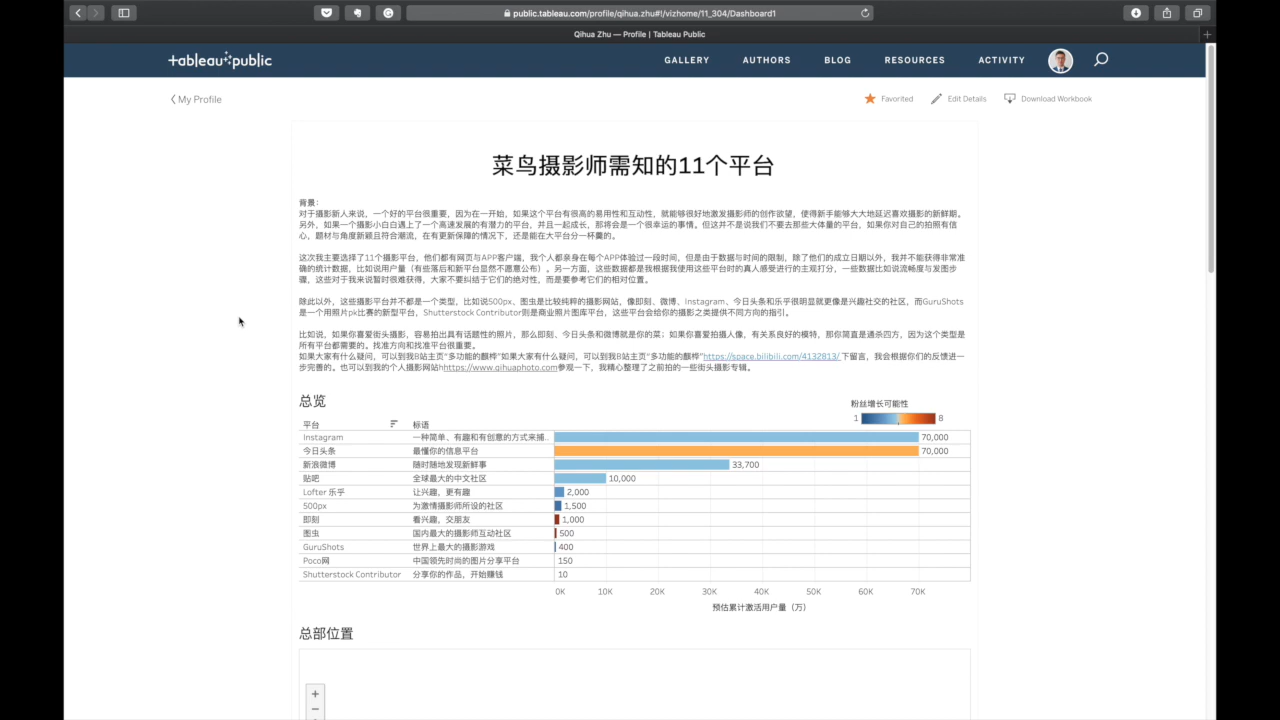 public.tableau.com/profile/qihua.zhu#!/vizhome/11_304/Dashboard1
Qihua Zhu — Profile | Tableau Public
+
+ableau+public
GALLERY
AUTHORS
BLOG
RESOURCES
ACTIVITY
My Profile
Favorited
Edit Details
Download Workbook
菜鸟摄影师需知的11个平台
背景：
对于摄影新人来说，一个好的平台很重要，因为在一开始，如果这个平台有很高的易用性和互动性，就能够很好地激发摄影师的创作欲望，使得新手能够大大地延迟喜欢摄影的新鲜期。
另外，如果一个摄影小白白遇上了一个高速发展的有潜力的平台，并且一起成长，那将会是一个很幸运的事情。但这并不是说我们不要去那些大体量的平台，如果你对自己的拍照有信
心，题材与角度新颖且符合潮流，在有更新保障的情况下，还是能在大平台分一杯羹的。
这次我主要选择了11个摄影平台，他们都有网页与APP客户端，我个人都亲身在每个APP体验过一段时间，但是由于数据与时间的限制，除了他们的成立日期以外，我并不能获得非常准
确的统计数据，比如说用户量（有些落后和新平台显然不愿意公布）。另一方面，这些数据都是我根据我使用这些平台时的真人感受进行的主观打分，一些数据比如说流畅度与发图步
骤，这些对于我来说暂时很难获得，大家不要纠结于它们的绝对性，而是要参考它们的相对位置。
除此以外，这些摄影平台并不都是一个类型，比如说500px、图虫是比较纯粹的摄影网站，像即刻、微博、Instagram、今日头条和乐乎很明显就更像是兴趣社交的社区，而GuruShots
是一个用照片pk比赛的新型平台，Shutterstock Contributor则是商业照片图库平台，这些平台会给你的摄影之类提供不同方向的指引。
比如说，如果你喜爱街头摄影，容易拍出具有话题性的照片，那么即刻、今日头条和微博就是你的菜；如果你喜爱拍摄人像，有关系良好的模特，那你简直是通杀四方，因为这个类型是
所有平台都需要的。找准方向和找准平台很重要。
如果大家有什么疑问，可以到我B站主页“多功能的麒桦”如果大家有什么疑问，可以到我B站主页“多功能的麒桦”https://space.bilibili.com/4132813/ 下留言，我会根据你们的反馈进一
步完善的。也可以到我的个人摄影网站hhttps://www.qihuaphoto.com参观一下，我精心整理了之前拍的一些街头摄影专辑。
总览
粉丝增长可能性
1 8
平台 标语
Instagram 一种简单、有趣和有创意的方式来捕.. 70,000
今日头条 最懂你的信息平台 70,000
新浪微博 随时随地发现新鲜事 33,700
贴吧 全球最大的中文社区 10,000
Lofter 乐乎 让兴趣，更有趣 2,000
500px 为激情摄影师所设的社区 1,500
即刻 看兴趣，交朋友 1,000
图虫 国内最大的摄影师互动社区 500
GuruShots 世界上最大的摄影游戏 400
Poco网 中国领先时尚的图片分享平台 150
Shutterstock Contributor 分享你的作品，开始赚钱 10
0K 10K 20K 30K 40K 50K 60K 70K
预估累计激活用户量（万）
总部位置
+
−